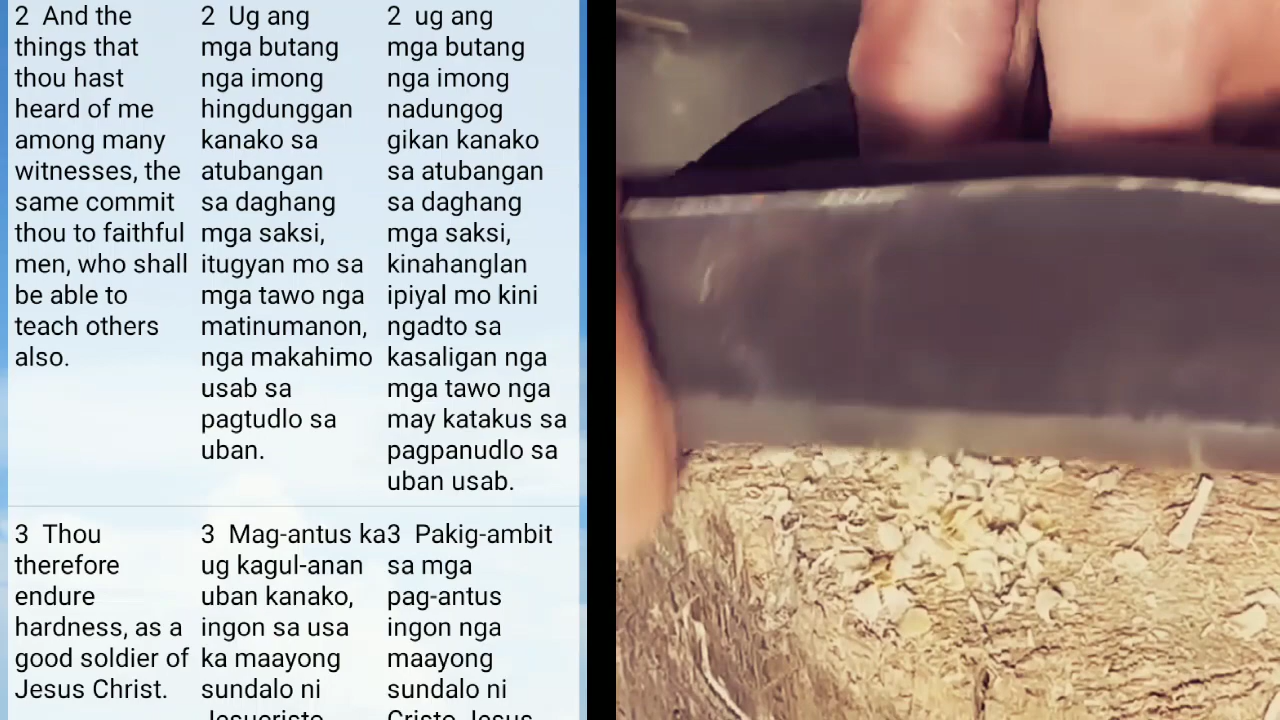 2 And the
things that
thou hast
heard of me
among many
witnesses, the
same commit
thou to faithful
men, who shall
be able to
teach others
also.
2 Ug ang
mga butang
nga imong
hingdunggan
kanako sa
atubangan
sa daghang
mga saksi,
itugyan mo sa
mga tawo nga
matinumanon,
nga makahimo
usab sa
pagtudlo sa
uban.
2 ug ang
mga butang
nga imong
nadungog
gikan kanako
sa atubangan
sa daghang
mga saksi,
kinahanglan
ipiyal mo kini
ngadto sa
kasaligan nga
mga tawo nga
may katakus sa
pagpanudlo sa
uban usab.
3 Thou
therefore
endure
hardness, as a
good soldier of
Jesus Christ.
3 Mag-antus ka
ug kagul-anan
uban kanako,
ingon sa usa
ka maayong
sundalo ni
Jesucristo
3 Pakig-ambit
sa mga
pag-antus
ingon nga
maayong
sundalo ni
Cristo Jesus